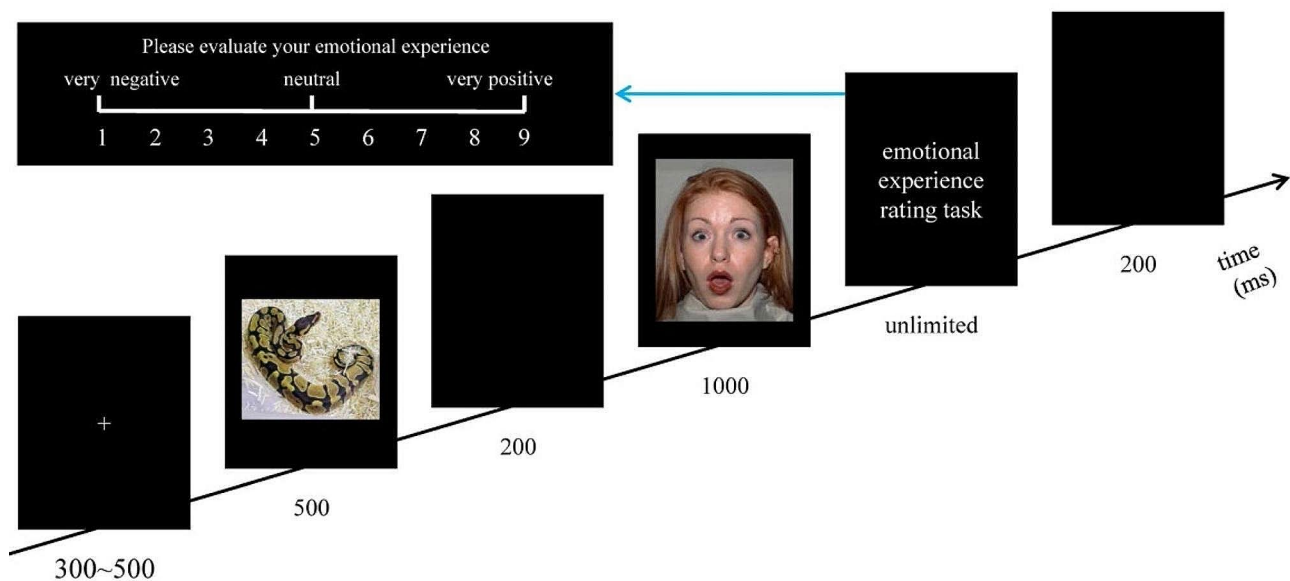 Please evaluate your emotional experience
very negative neutral very positive
1 2 3 4 5 6 7 8 9
+
300~500
500
200
1000
emotional
experience
rating task
unlimited
200
time
(ms)